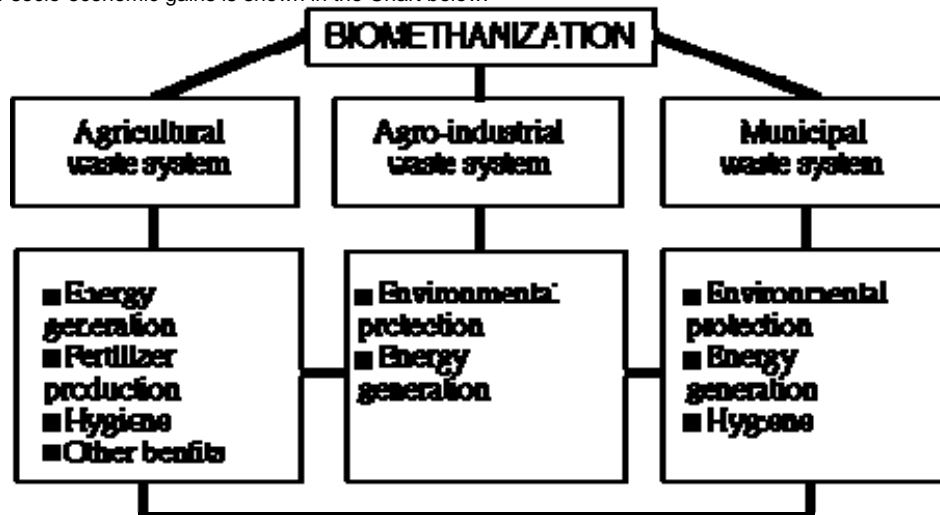 socio-economic gains is shown in the Chart below:
BIOMETHANIZATION
Agricultural
waste system
Agro-industrial
waste system
Municipal
waste system
■ Energy
generation
■ Fertilizer
production
■ Hygiene
■ Other benfits
■ Environmental
protection
■ Energy
generation
■ Environmental
protection
■ Energy
generation
■ Hygeene